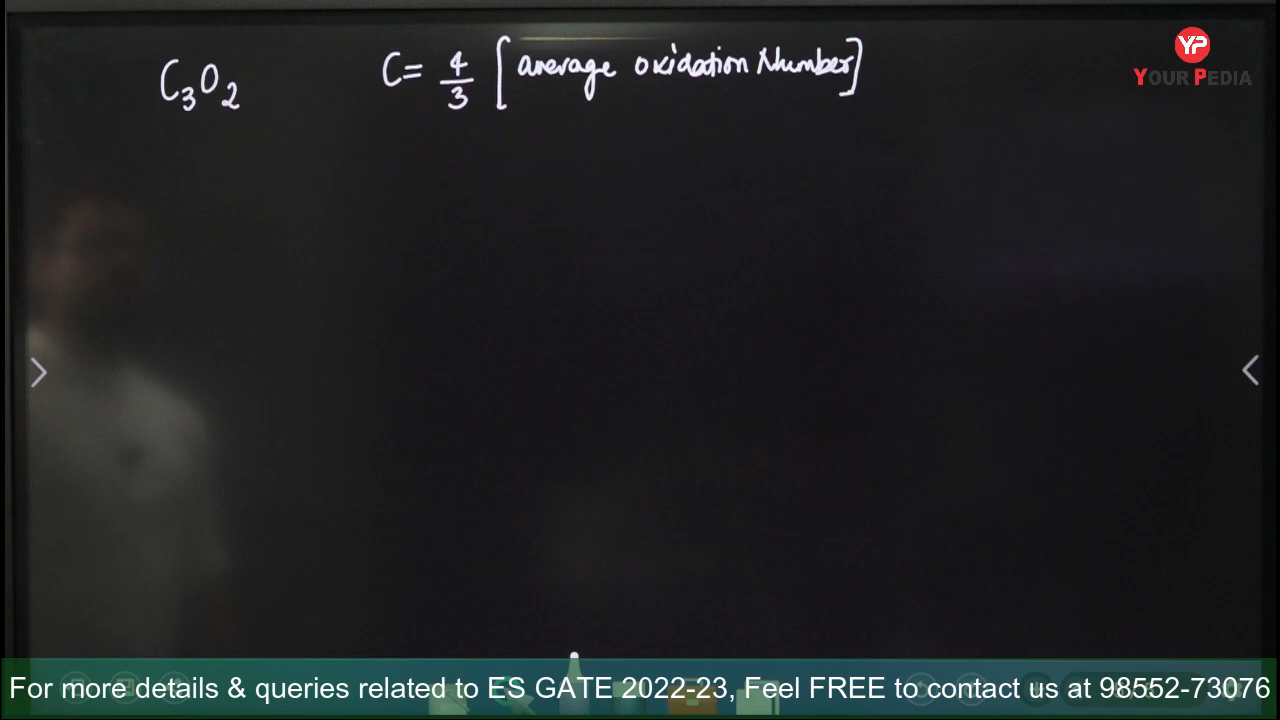 C₃O₂ C = 4/3 [average oxidation Number]
YP
YOUR PEDIA
For more details & queries related to ES GATE 2022-23, Feel FREE to contact us at 98552-73076